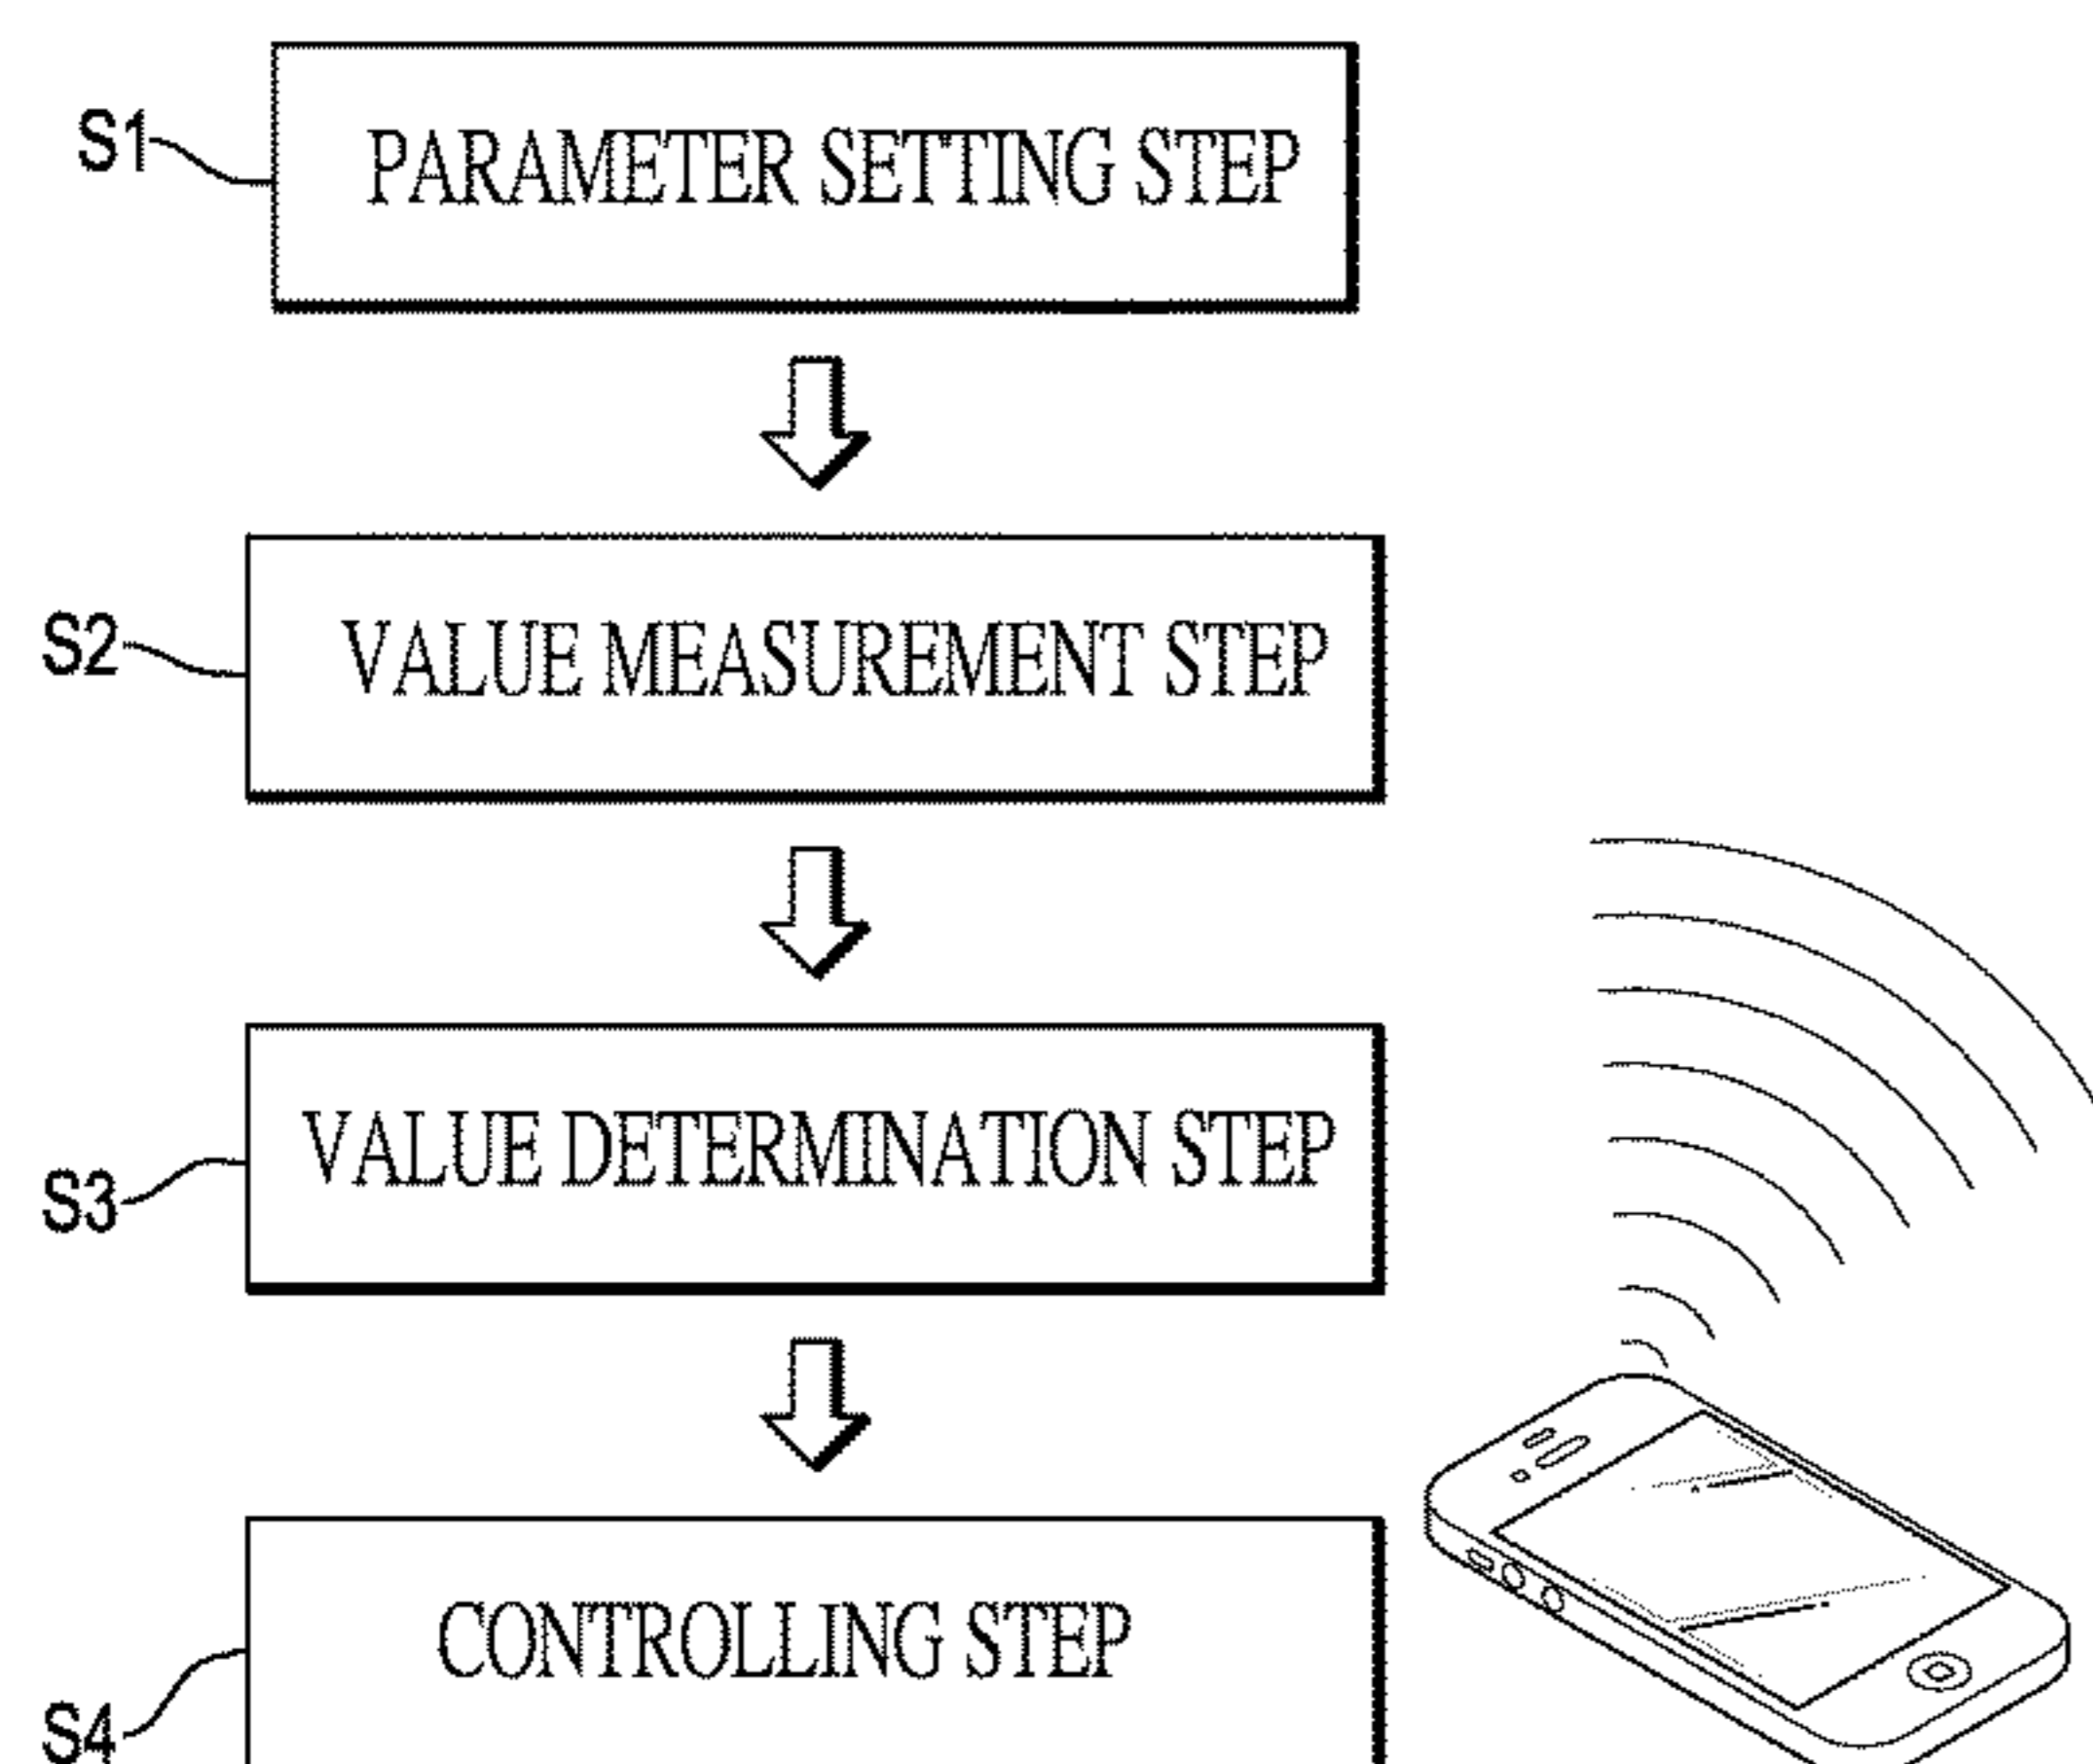 S1
PARAMETER SETTING STEP
S2
VALUE MEASUREMENT STEP
S3
VALUE DETERMINATION STEP
S4
CONTROLLING STEP